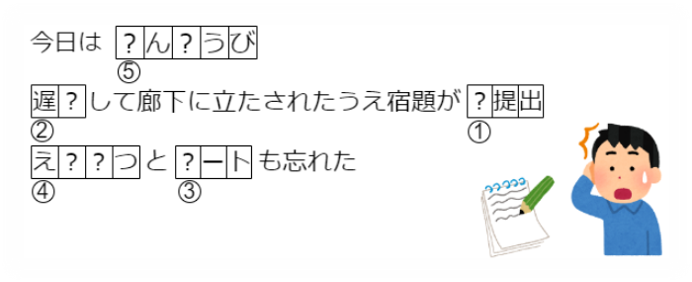 今日は ？ん？うび
⑤
遅？して廊下に立たされたうえ宿題が ？提出
② ①
え？？つと ？ート も忘れた
④ ③